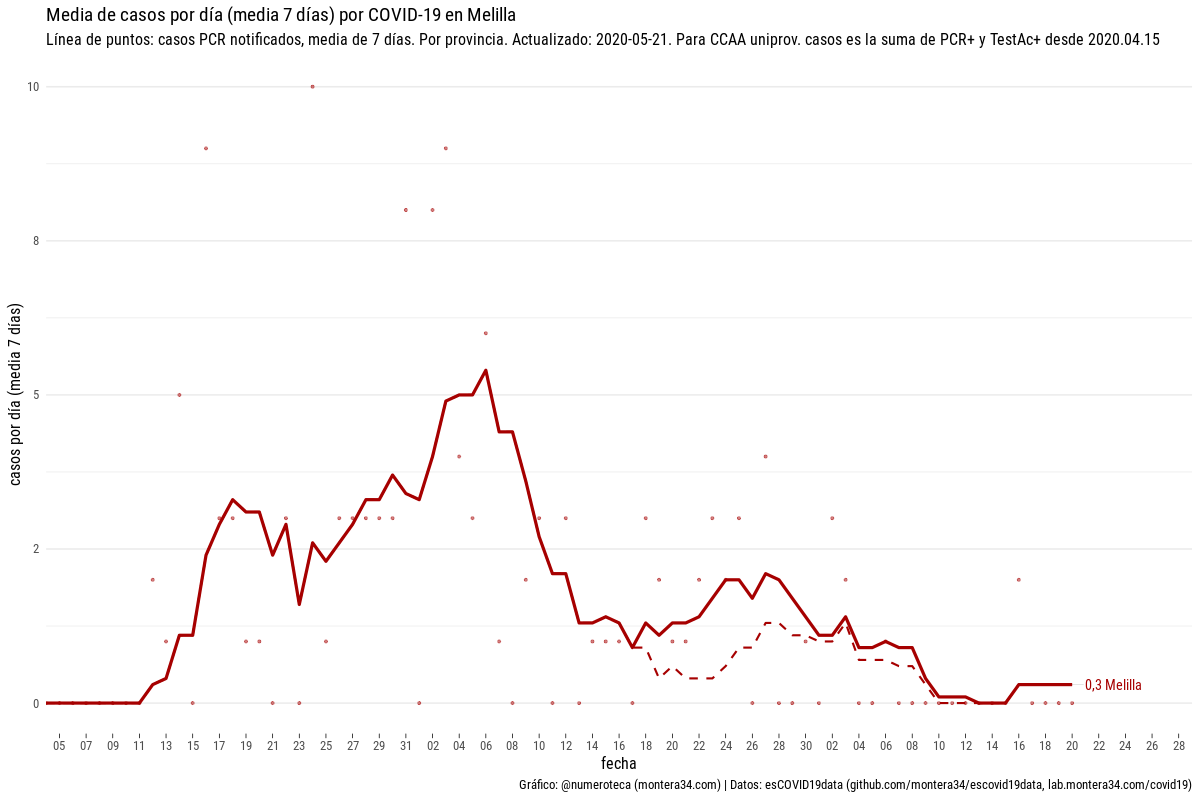 Media de casos por día (media 7 días) por COVID-19 en Melilla
Línea de puntos: casos PCR notificados, media de 7 días. Por provincia. Actualizado: 2020-05-21. Para CCAA uniprov. casos es la suma de PCR+ y TestAc+ desde 2020.04.15
10
8
5
2
0
casos por día (media 7 días)
0,3 Melilla
05 07 09 11 13 15 17 19 21 23 25 27 29 31 02 04 06 08 10 12 14 16 18 20 22 24 26 28 30 02 04 06 08 10 12 14 16 18 20 22 24 26 28
fecha
Gráfico: @numeroteca (montera34.com) | Datos: esCOVID19data (github.com/montera34/escovid19data, lab.montera34.com/covid19)